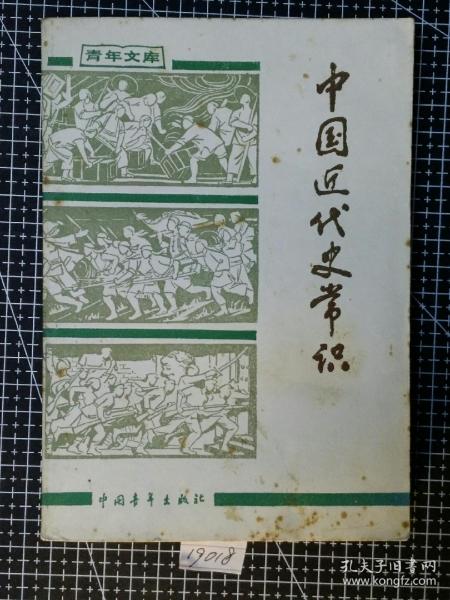 青年文库
中国近代史常识
中国青年出版社
19018
孔夫子旧书网
www.kongfz.com